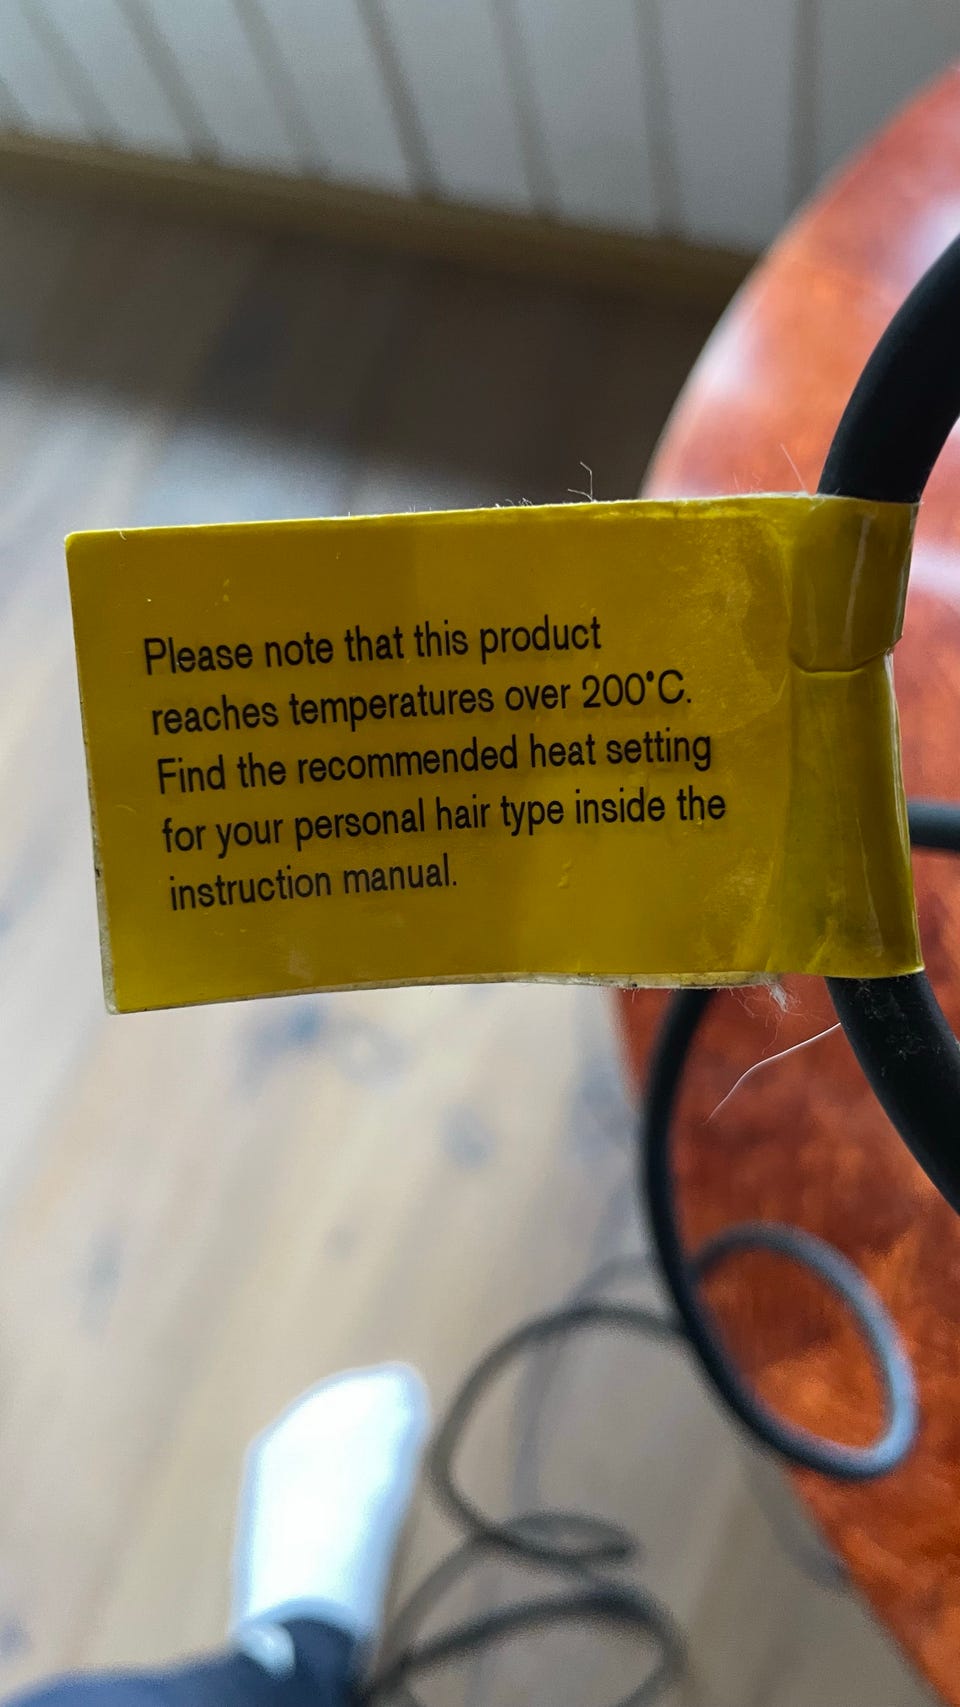 Please note that this product
reaches temperatures over 200°C.
Find the recommended heat setting
for your personal hair type inside the
instruction manual.